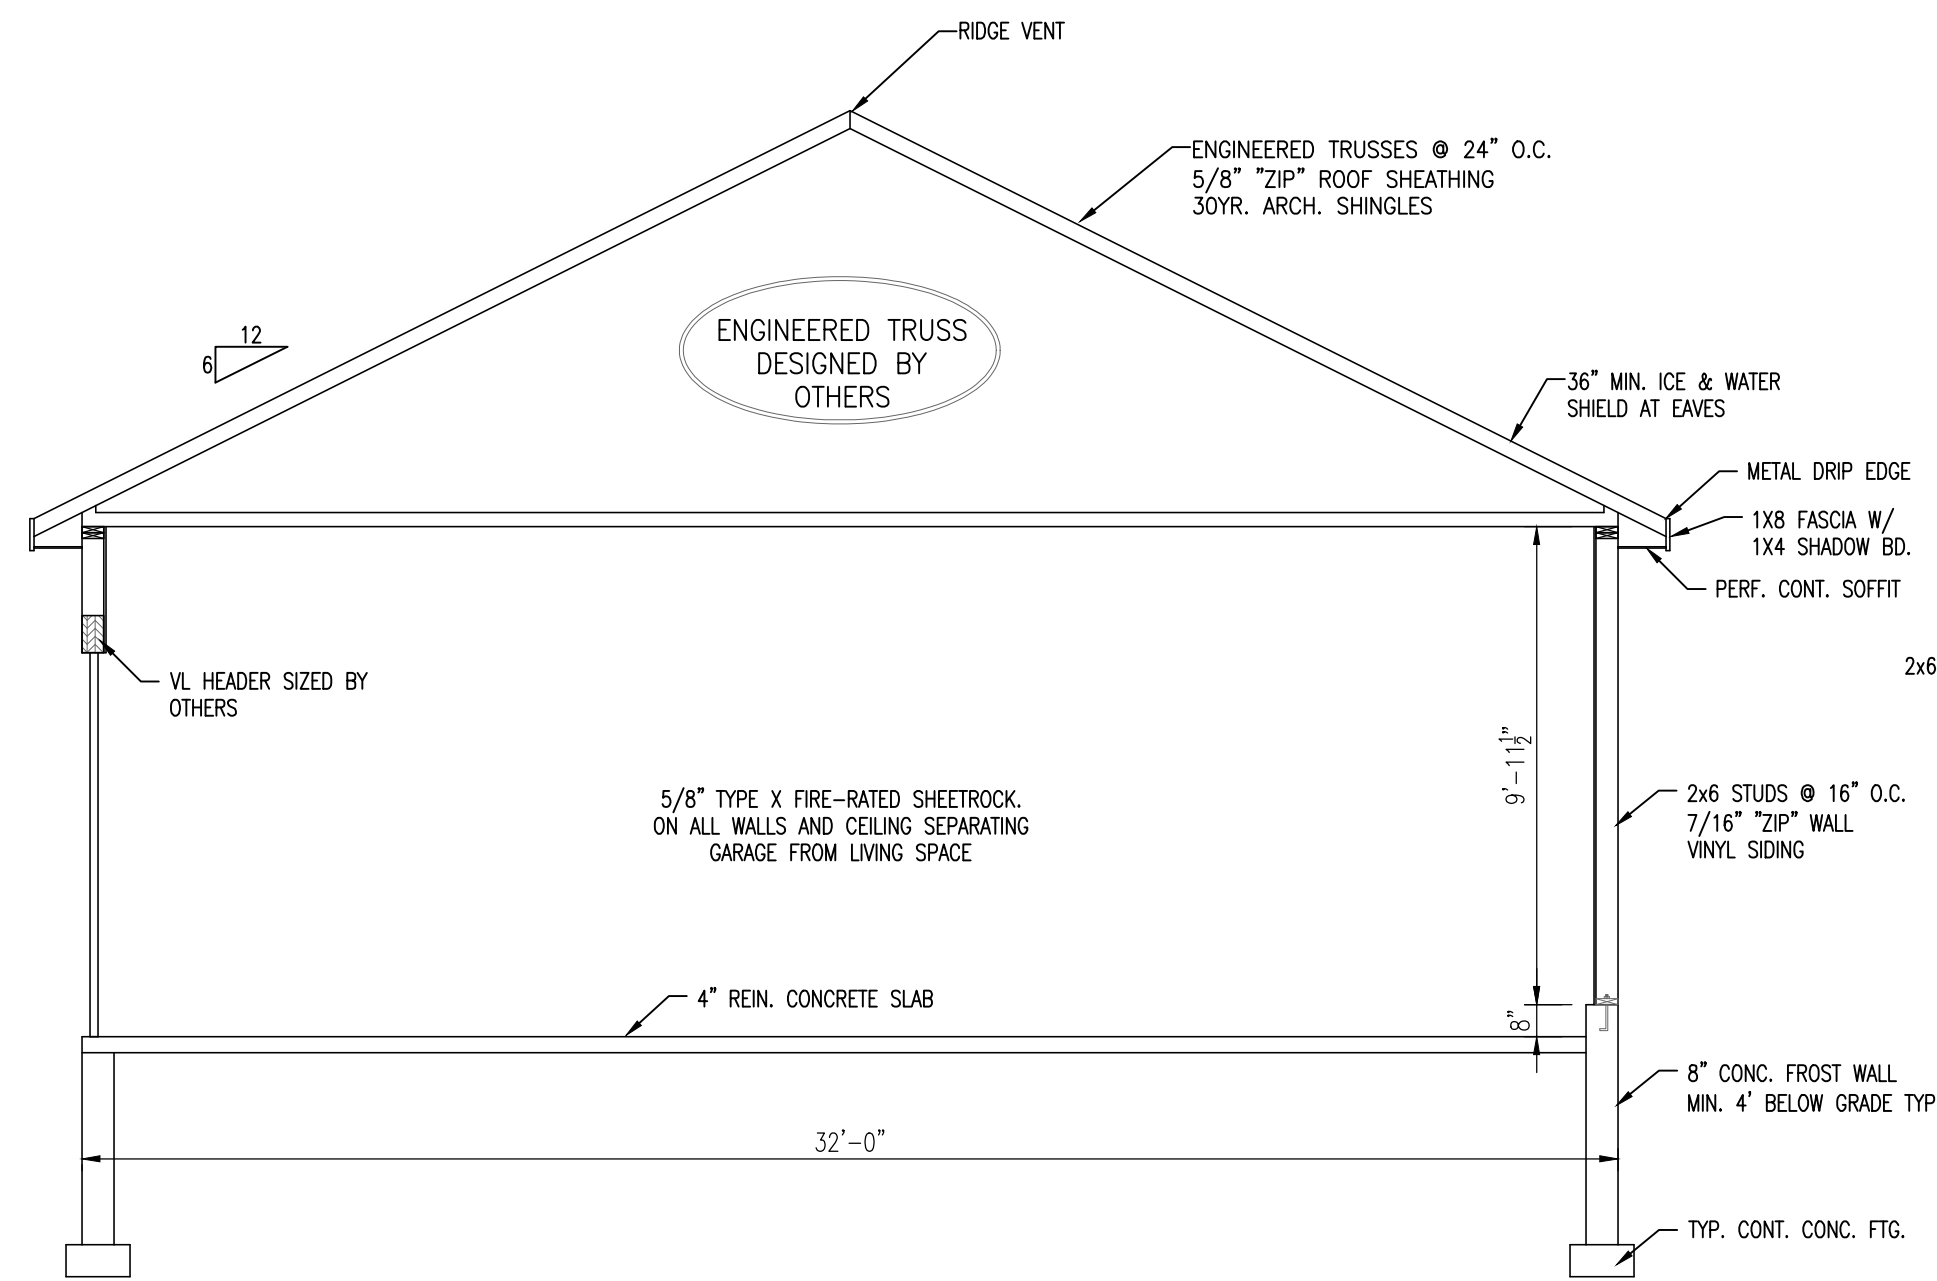 RIDGE VENT
ENGINEERED TRUSSES @ 24" O.C.
5/8" "ZIP" ROOF SHEATHING
30YR. ARCH. SHINGLES
ENGINEERED TRUSS
DESIGNED BY
OTHERS
12
6
36" MIN. ICE & WATER
SHIELD AT EAVES
METAL DRIP EDGE
1X8 FASCIA W/
1X4 SHADOW BD.
PERF. CONT. SOFFIT
2x6
VL HEADER SIZED BY
OTHERS
9'-11 1/2"
5/8" TYPE X FIRE-RATED SHEETROCK.
ON ALL WALLS AND CEILING SEPARATING
GARAGE FROM LIVING SPACE
2x6 STUDS @ 16" O.C.
7/16" "ZIP" WALL
VINYL SIDING
4" REIN. CONCRETE SLAB
8"
8" CONC. FROST WALL
MIN. 4' BELOW GRADE TYP
32'-0"
TYP. CONT. CONC. FTG.